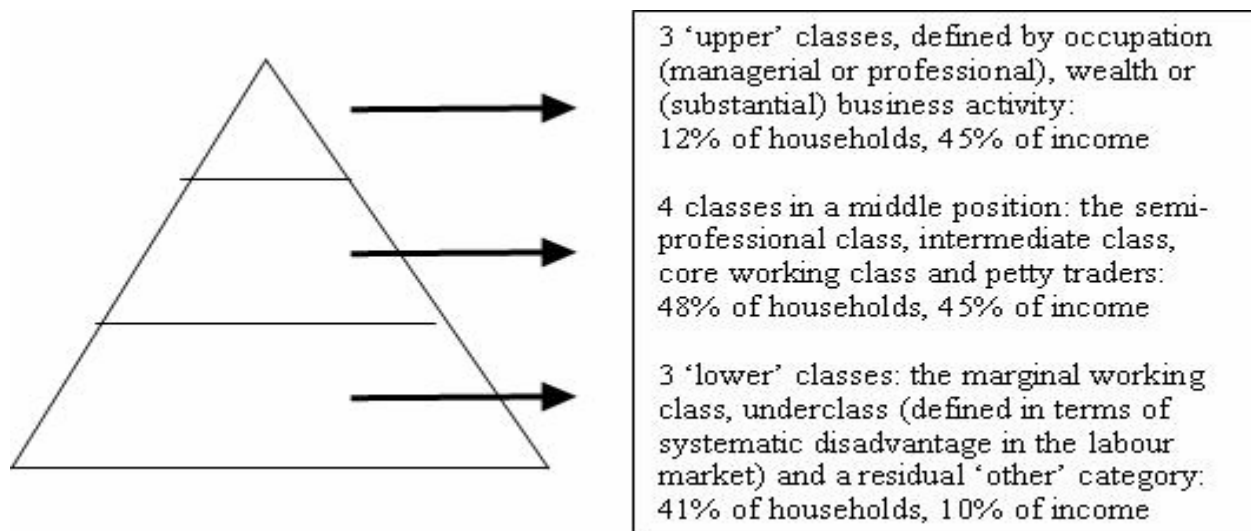 3 ‘upper’ classes, defined by occupation
(managerial or professional), wealth or
(substantial) business activity:
12% of households, 45% of income
4 classes in a middle position: the semi-
professional class, intermediate class,
core working class and petty traders:
48% of households, 45% of income
3 ‘lower’ classes: the marginal working
class, underclass (defined in terms of
systematic disadvantage in the labour
market) and a residual ‘other’ category:
41% of households, 10% of income